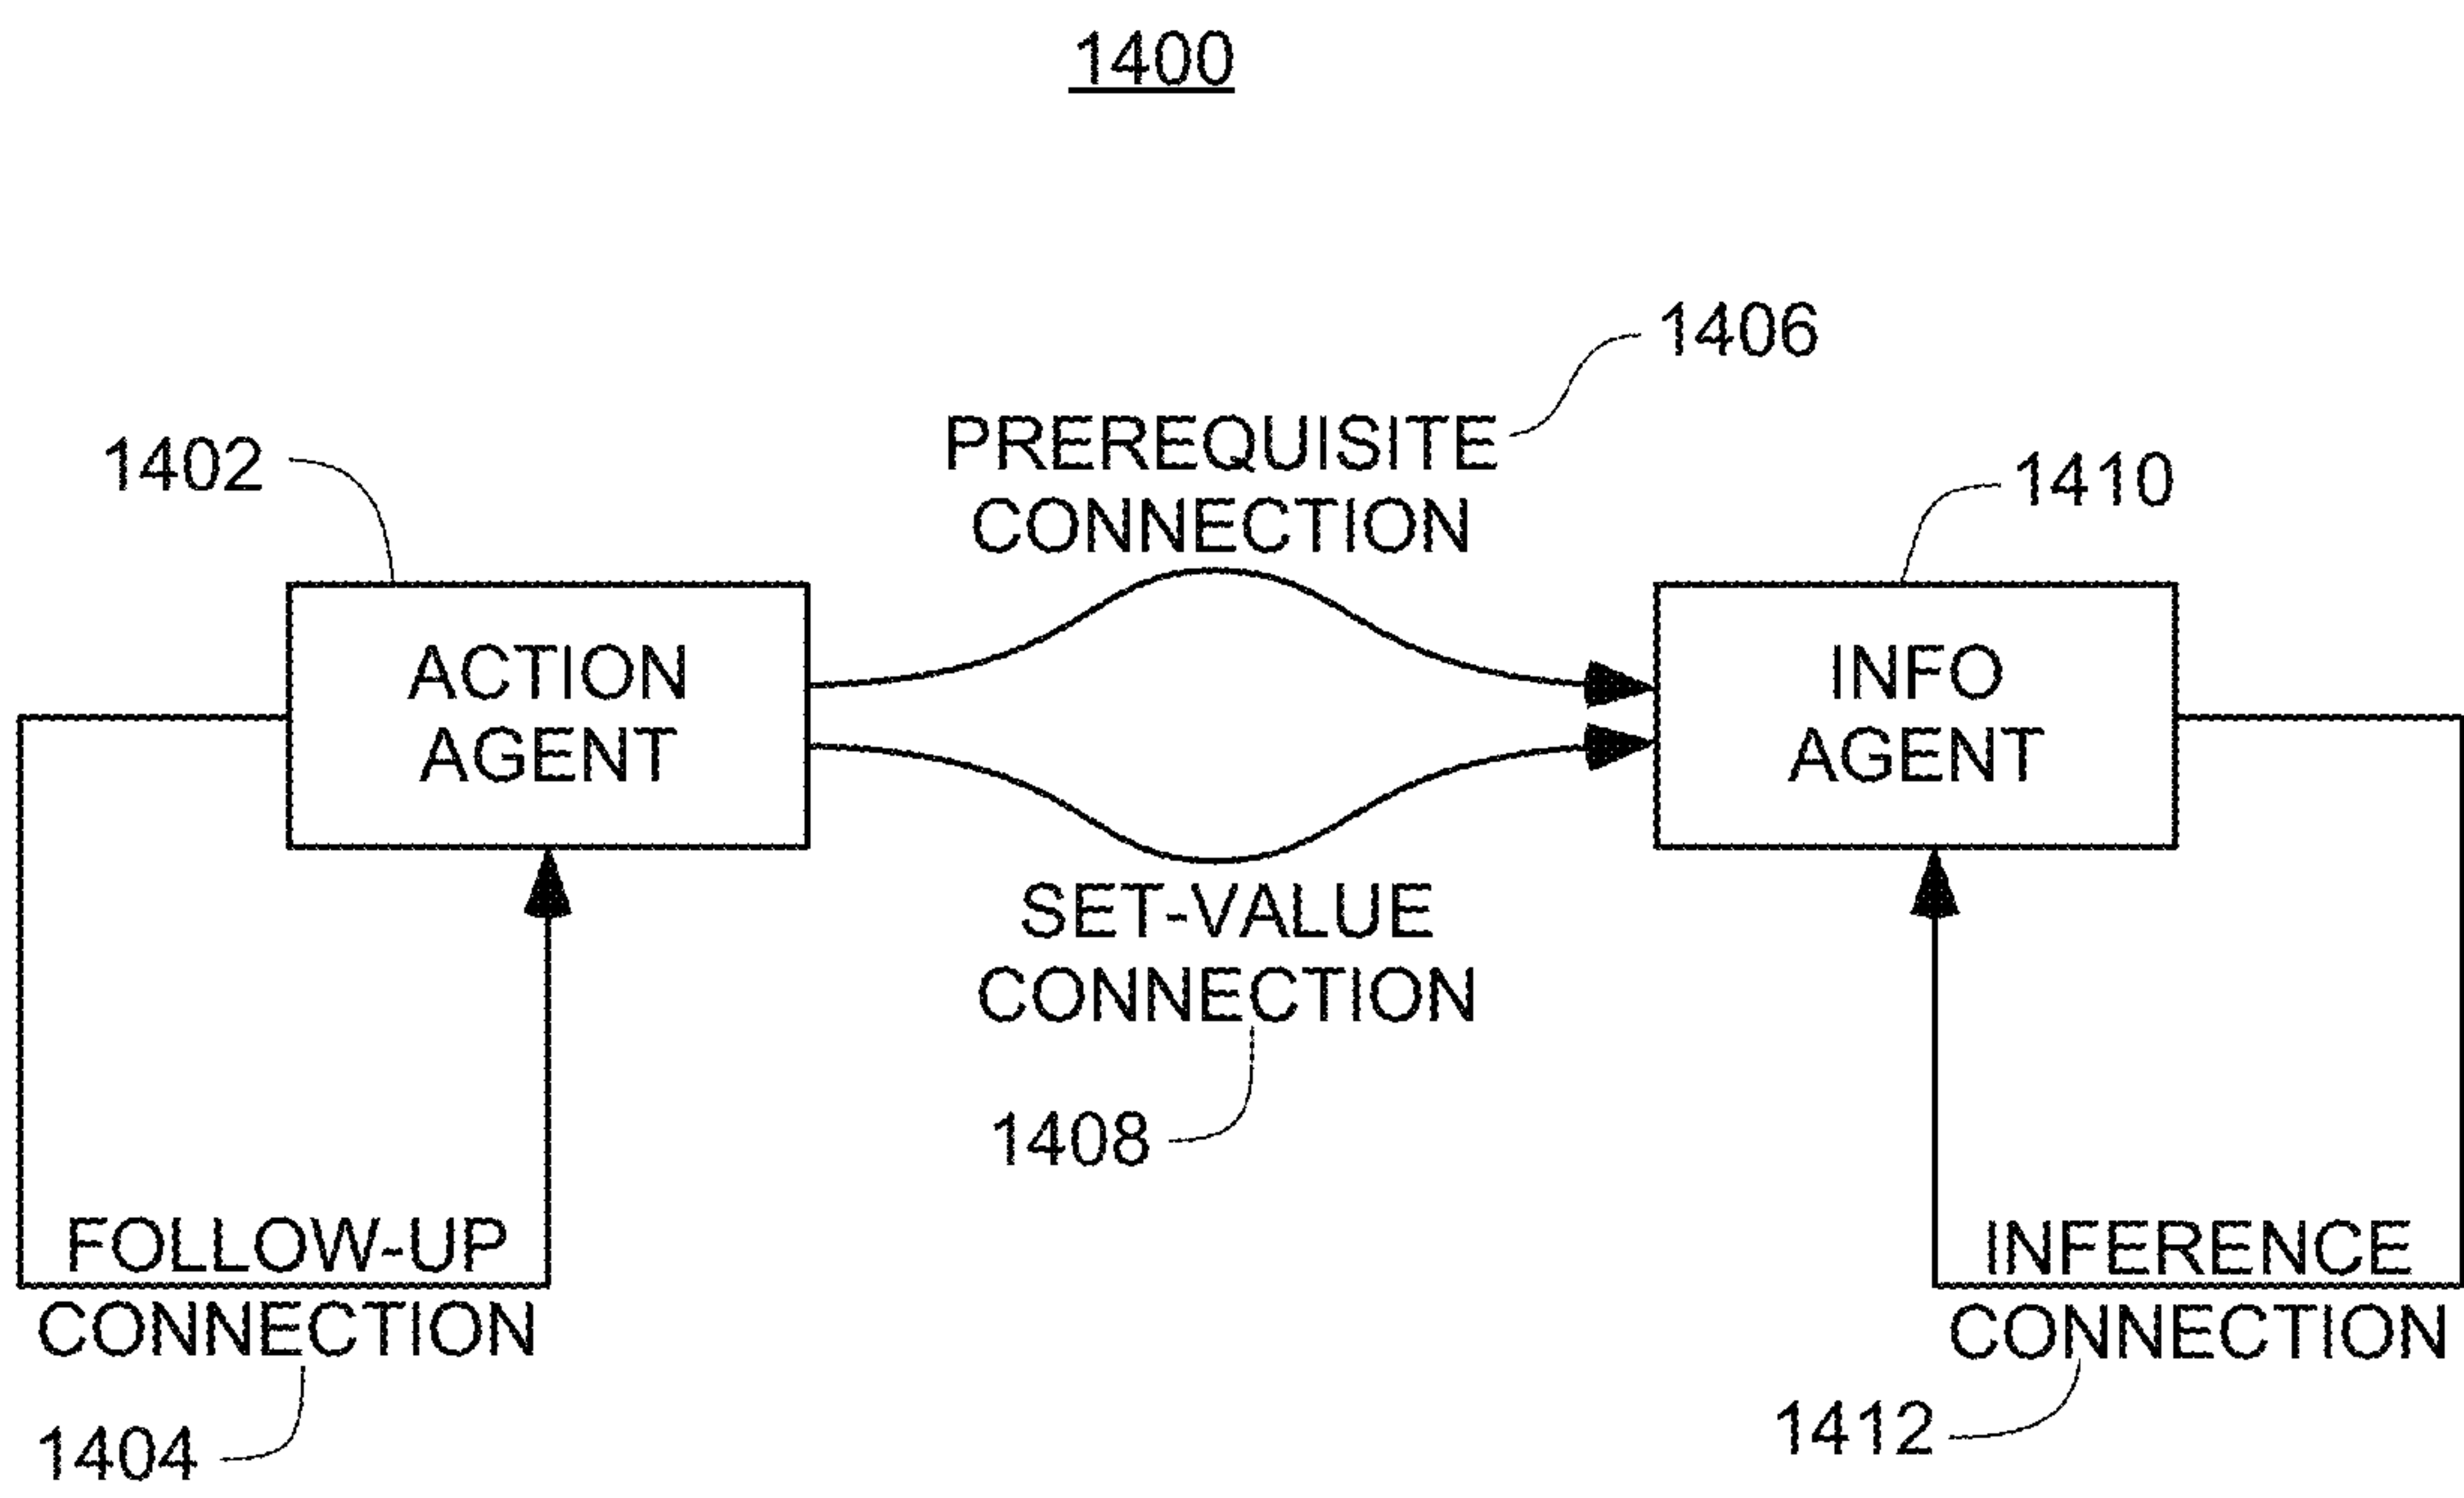 1400
1406
PREREQUISITE
CONNECTION
1402
1410
ACTION
AGENT
INFO
AGENT
SET-VALUE
CONNECTION
1408
FOLLOW-UP
CONNECTION
1404
INFERENCE
CONNECTION
1412